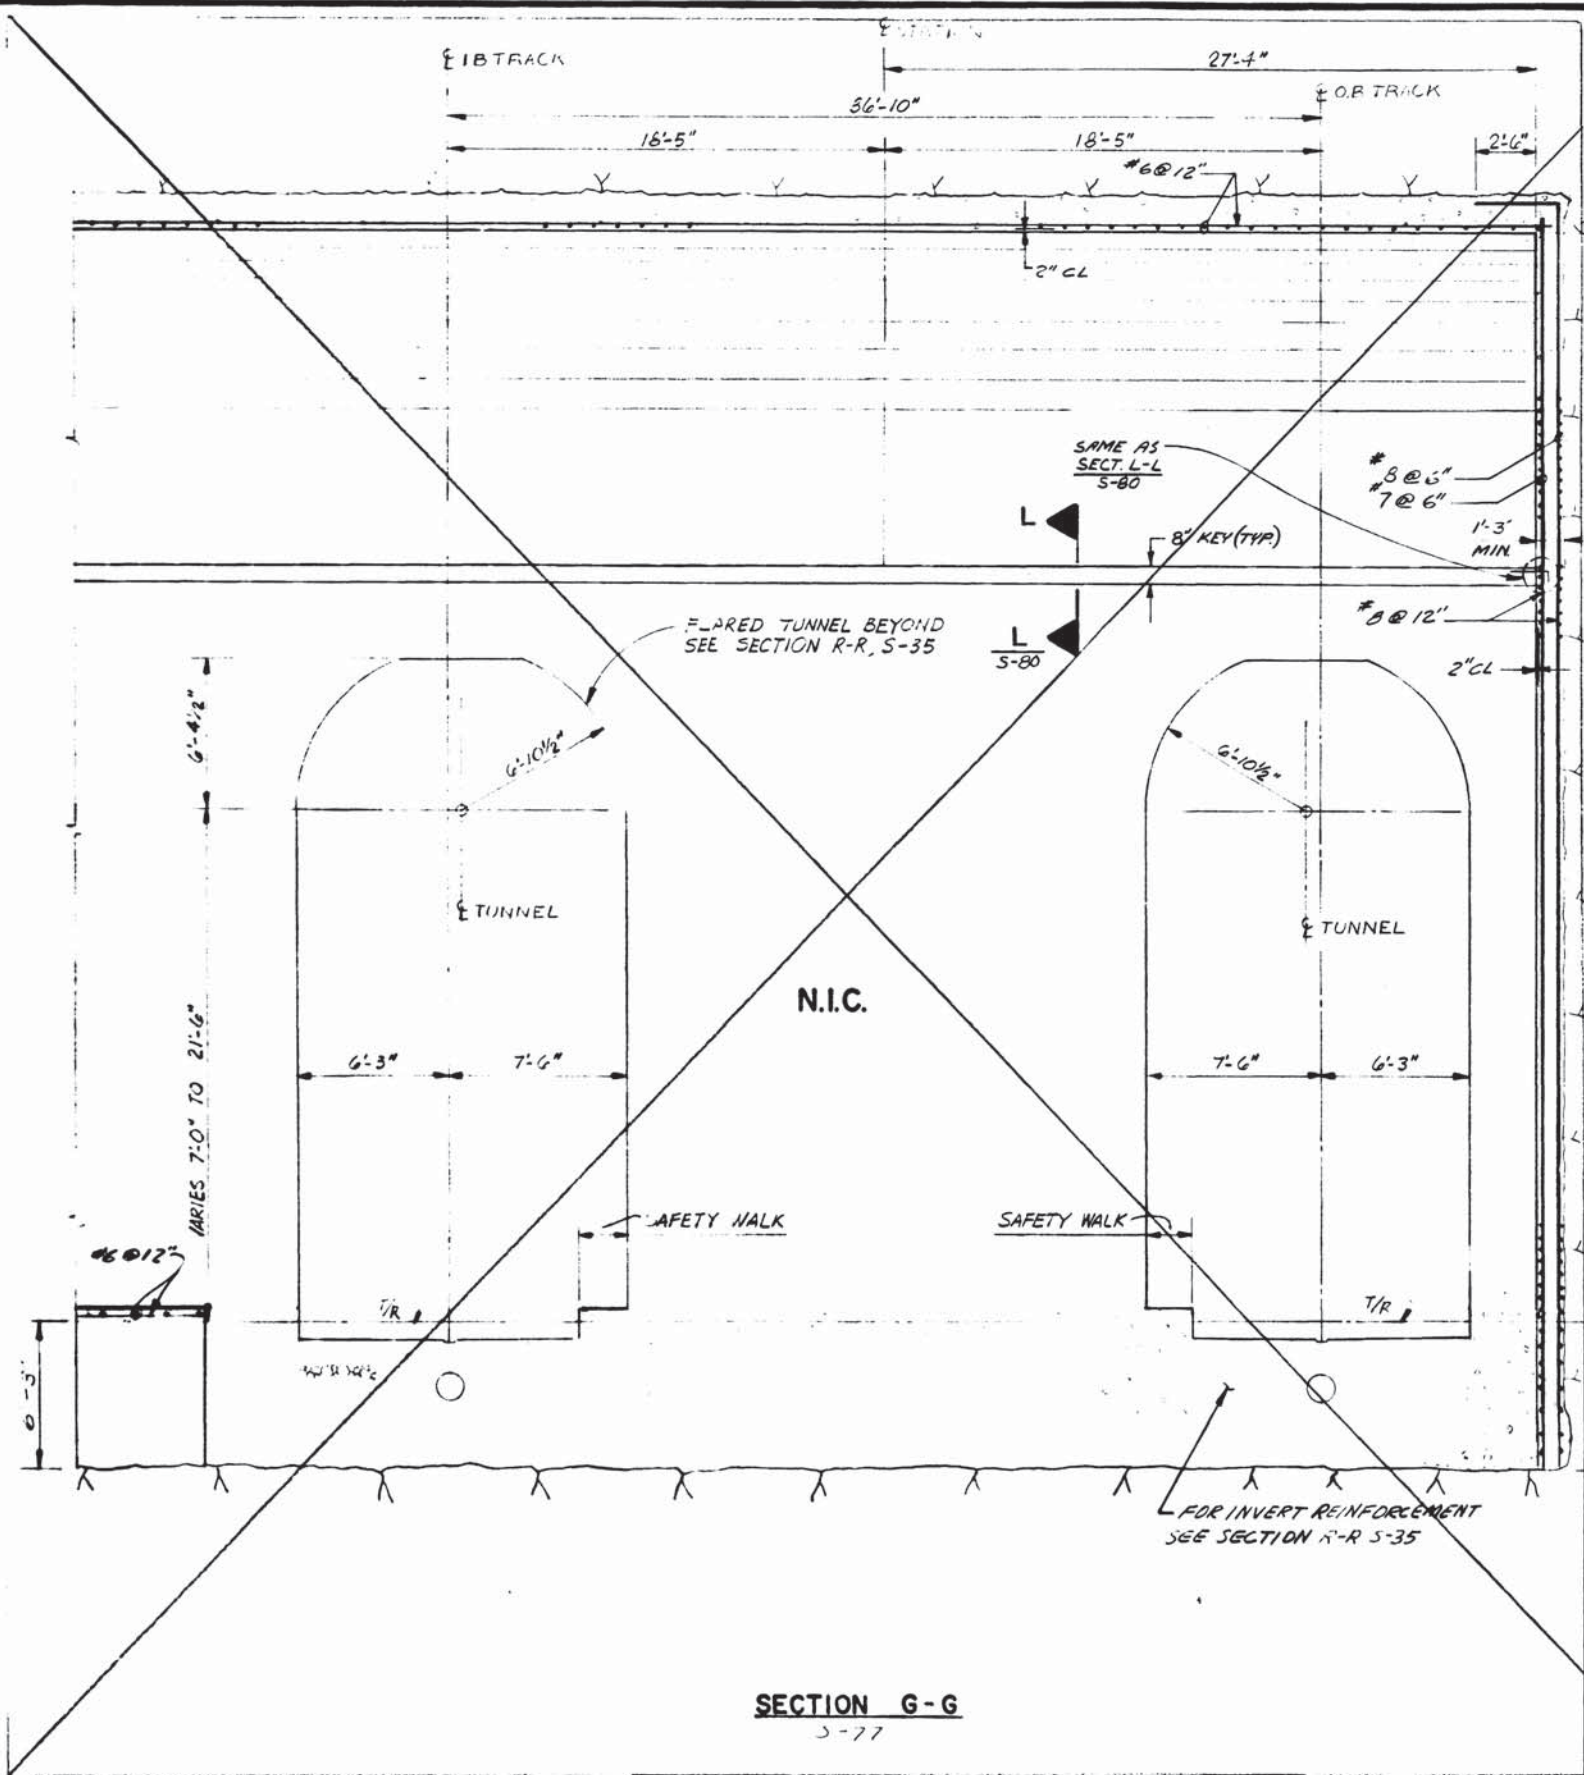 ℄ STATION
℄ IB TRACK
27'-4"
℄ O.B TRACK
36'-10"
18'-5"
18'-5"
2'-6"
#6@12"
2" CL
SAME AS
SECT. L-L
S-80
#8@6"
#7@6"
1'-3"
MIN.
L
8" KEY (TYP.)
#8@12"
FLARED TUNNEL BEYOND
SEE SECTION R-R, S-35
L
S-80
2" CL
6'-4½"
6'-10½"
6'-10½"
℄ TUNNEL
℄ TUNNEL
N.I.C.
VARIES 7'-0" TO 21'-6"
6'-3"
7'-6"
7'-6"
6'-3"
SAFETY WALK
SAFETY WALK
#6@12"
T/R
T/R
FOR INVERT REINFORCEMENT
SEE SECTION R-R S-35
SECTION G-G
S-77